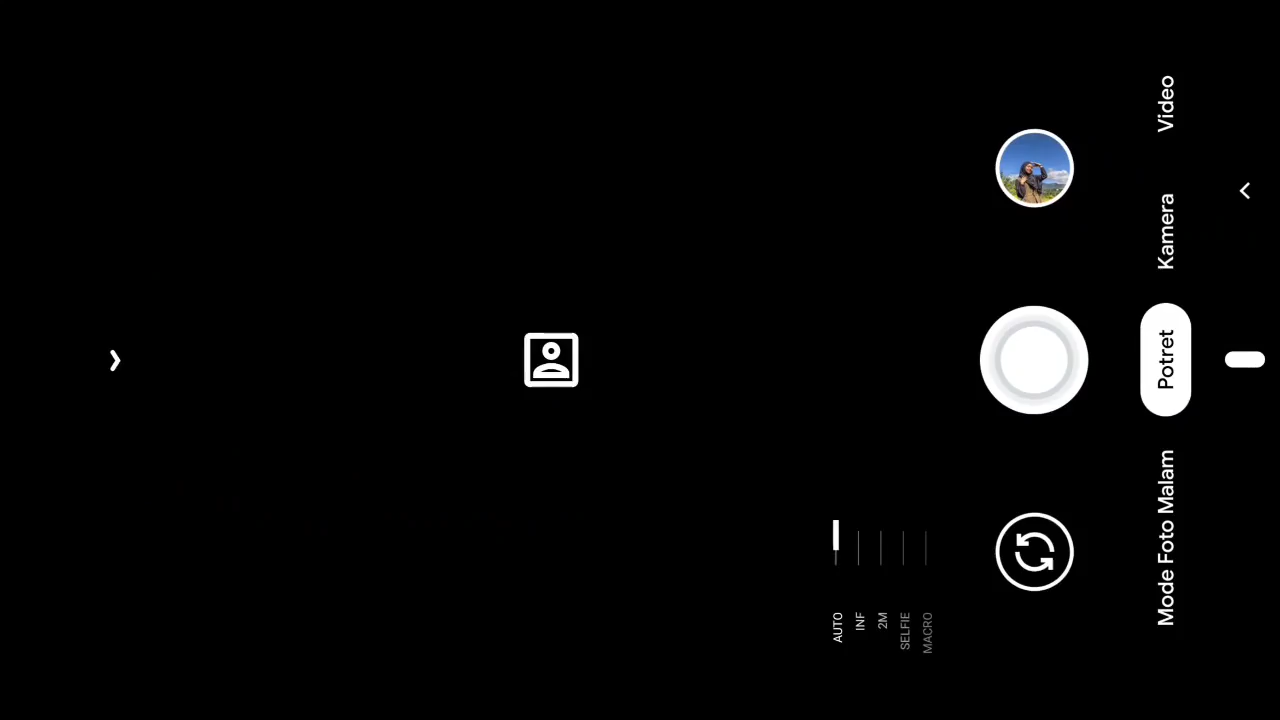 AUTO
INF
2M
SELFIE
MACRO
Mode Foto Malam
Potret
Kamera
Video